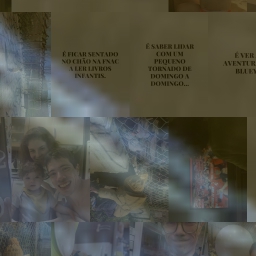 É FICAR SENTADO
NO CHÃO NA FNAC
A LER LIVROS
INFANTIS.
É SABER LIDAR
COM UM
PEQUENO
TORNADO DE
DOMINGO A
DOMINGO...
É VER
AVENTUR
BLUEY